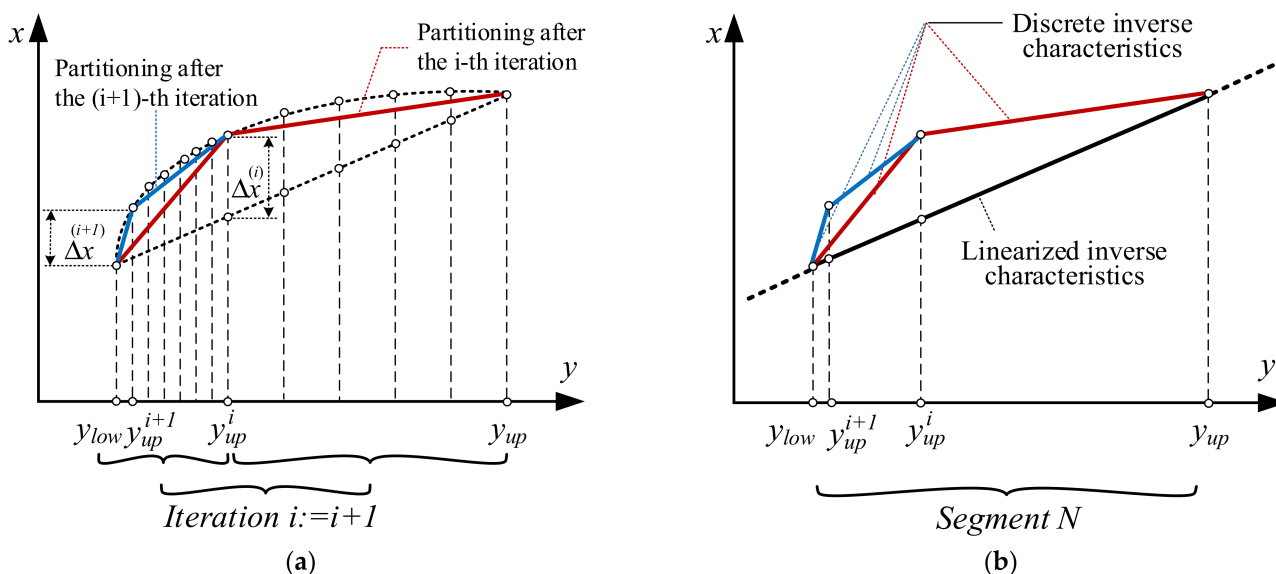 x
Partitioning after
the i-th iteration
Partitioning after
the (i+1)-th iteration
Δx^(i)
Δx^(i+1)
y
y_low y_up^i+1 y_up^i y_up
Iteration i:=i+1
(a)
x
Discrete inverse
characteristics
Linearized inverse
characteristics
y
y_low y_up^i+1 y_up^i y_up
Segment N
(b)